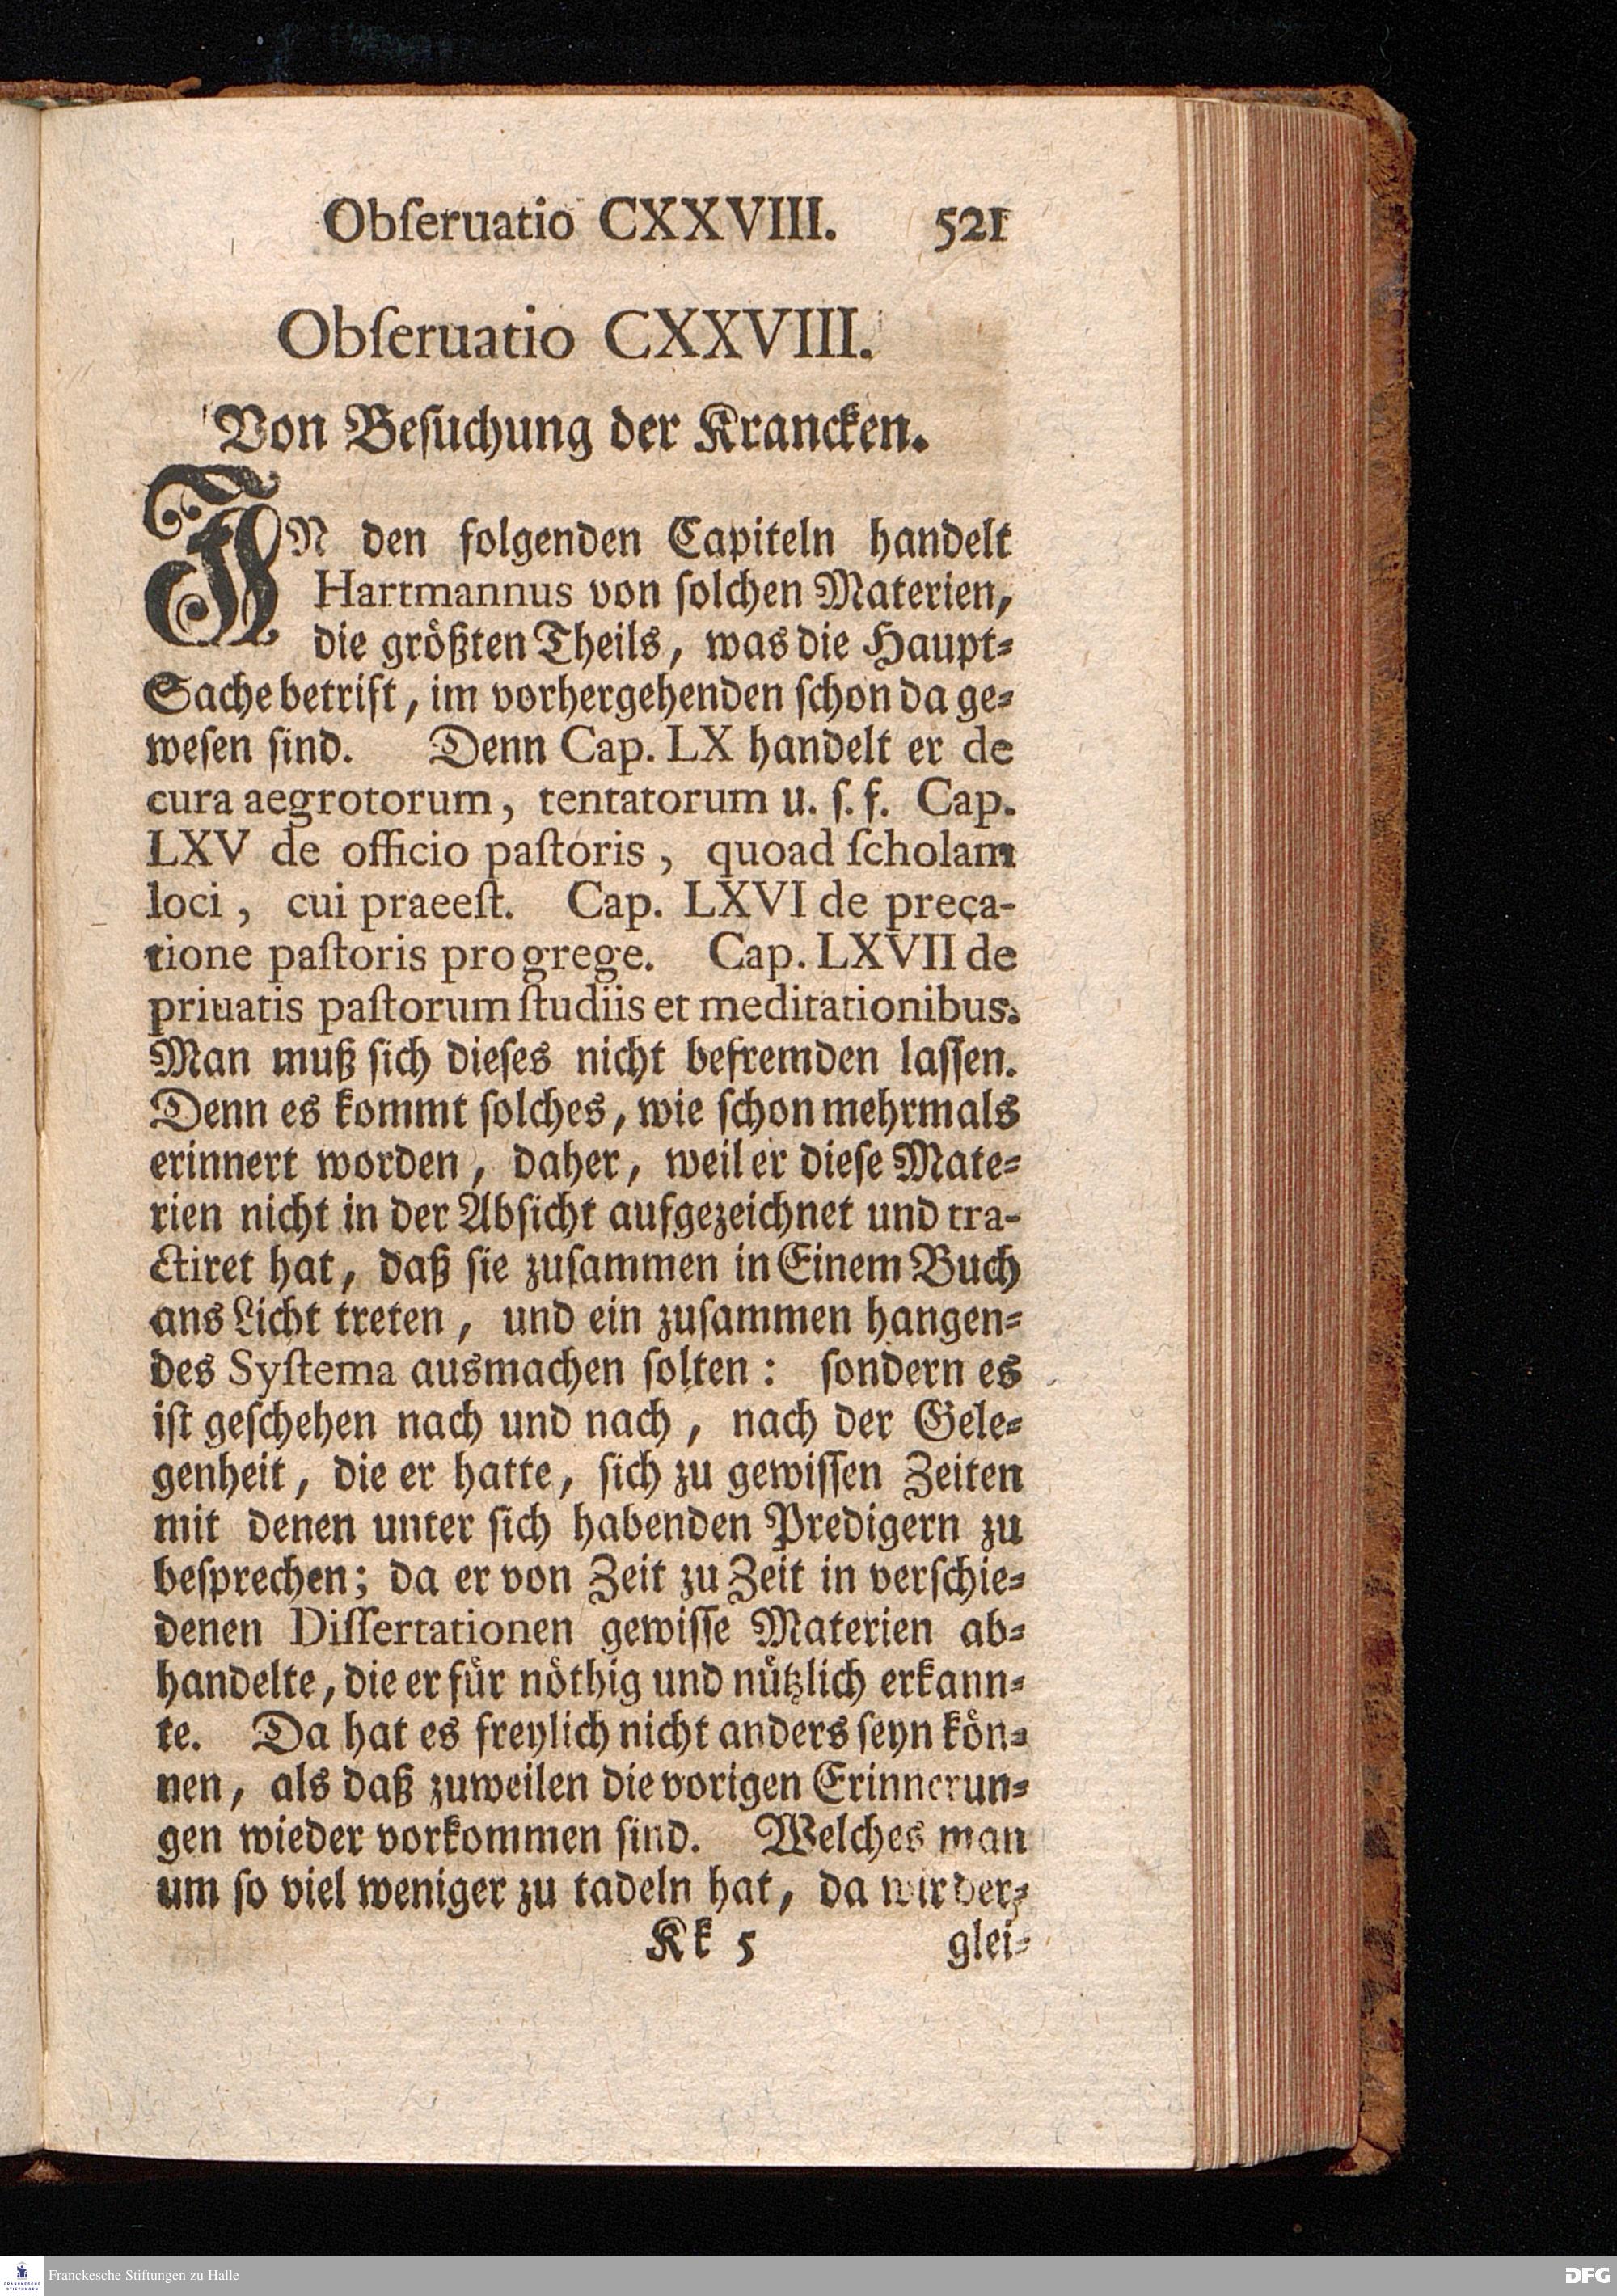 Obſeruatio CXXVIII. 521
Obſeruatio CXXVIII.
Von Beſuchung der Krancken.
IN den folgenden Capiteln handelt
Hartmannus von ſolchen Materien,
die größten Theils, was die Haupt⸗
Sache betrift, im vorhergehenden ſchon da ge⸗
weſen ſind. Denn Cap. LX handelt er de
cura aegrotorum, tentatorum u. ſ. f. Cap.
LXV de officio paſtoris, quoad ſcholam
loci, cui praeeſt. Cap. LXVI de preça-
tione paſtoris pro grege. Cap. LXVII de
priuatis paſtorum ſtudiis et meditationibus.
Man muß ſich dieſes nicht befremden laſſen.
Denn es kommt ſolches, wie ſchon mehrmals
erinnert worden, daher, weil er dieſe Mate⸗
rien nicht in der Abſicht aufgezeichnet und tra-
ctiret hat, daß ſie zuſammen in Einem Buch
ans Licht treten, und ein zuſammen hangen⸗
des Syſtema ausmachen ſolten: ſondern es
iſt geſchehen nach und nach, nach der Gele⸗
genheit, die er hatte, ſich zu gewiſſen Zeiten
mit denen unter ſich habenden Predigern zu
beſprechen; da er von Zeit zu Zeit in verſchie⸗
denen Diſſertationen gewiſſe Materien ab⸗
handelte, die er für nöthig und nützlich erkann⸗
te. Da hat es freylich nicht anders ſeyn kön⸗
nen, als daß zuweilen die vorigen Erinnerun⸗
gen wieder vorkommen ſind. Welches man
um ſo viel weniger zu tadeln hat, da wir der⸗
Kk 5 glei⸗
FRANCKESCHE STIFTUNGEN
Franckesche Stiftungen zu Halle
DFG